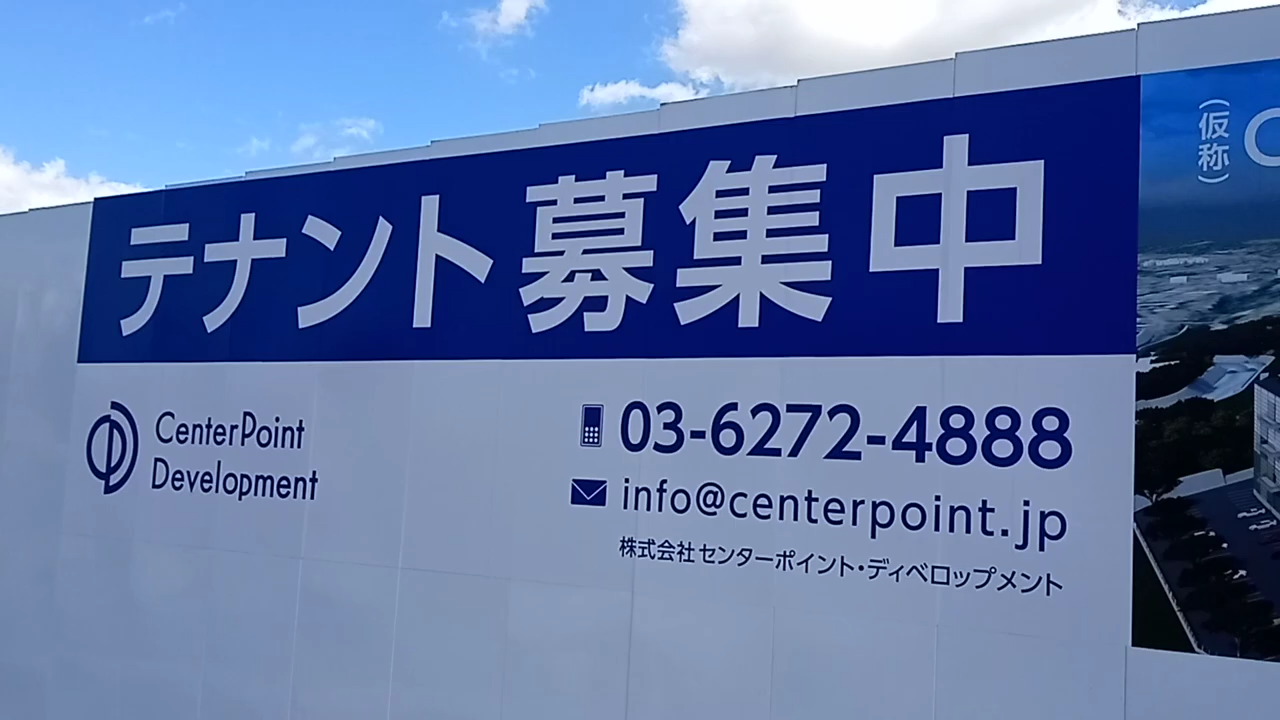 テナント募集中
(仮称)
CenterPoint
Development
03-6272-4888
info@centerpoint.jp
株式会社センターポイント・ディベロップメント